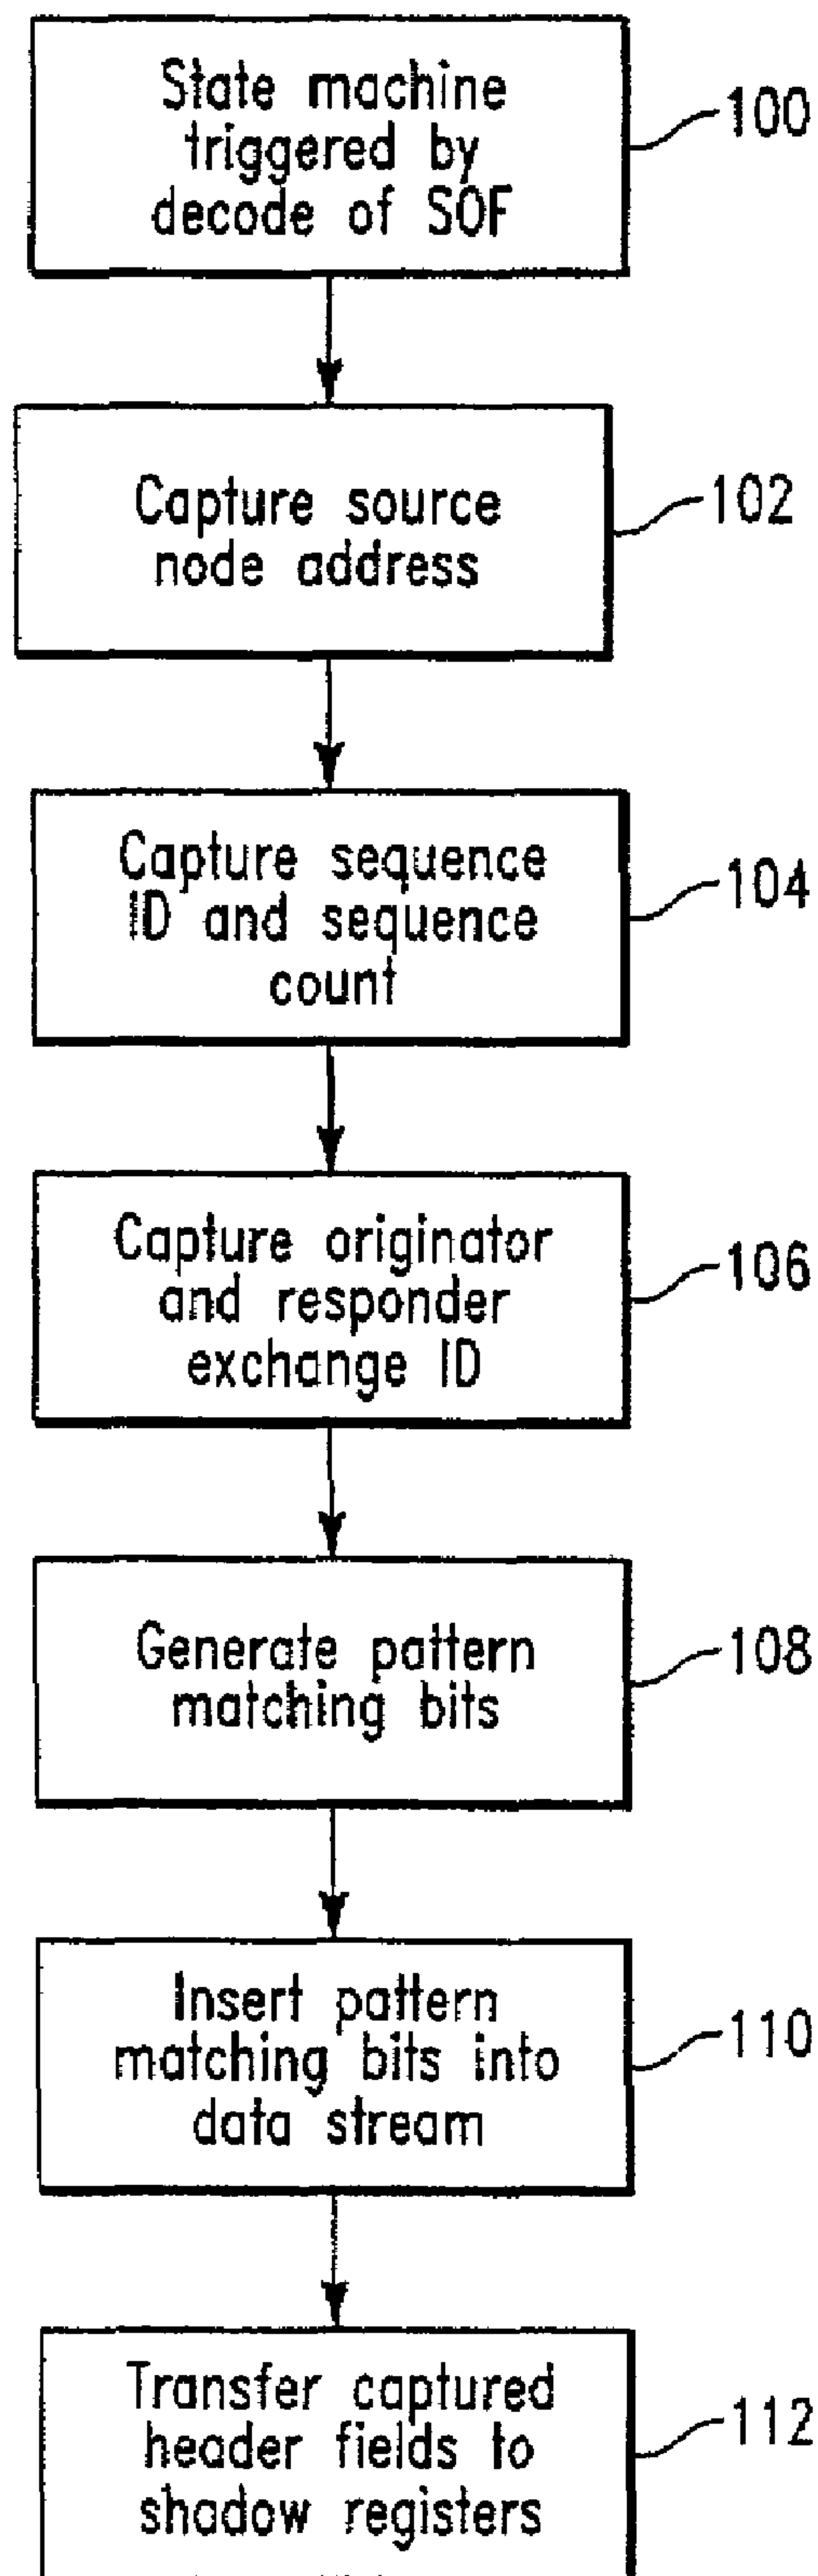 State machine
triggered by
decode of SOF
100
Capture source
node address
102
Capture sequence
ID and sequence
count
104
Capture originator
and responder
exchange ID
106
Generate pattern
matching bits
108
Insert pattern
matching bits into
data stream
110
Transfer captured
header fields to
shadow registers
112